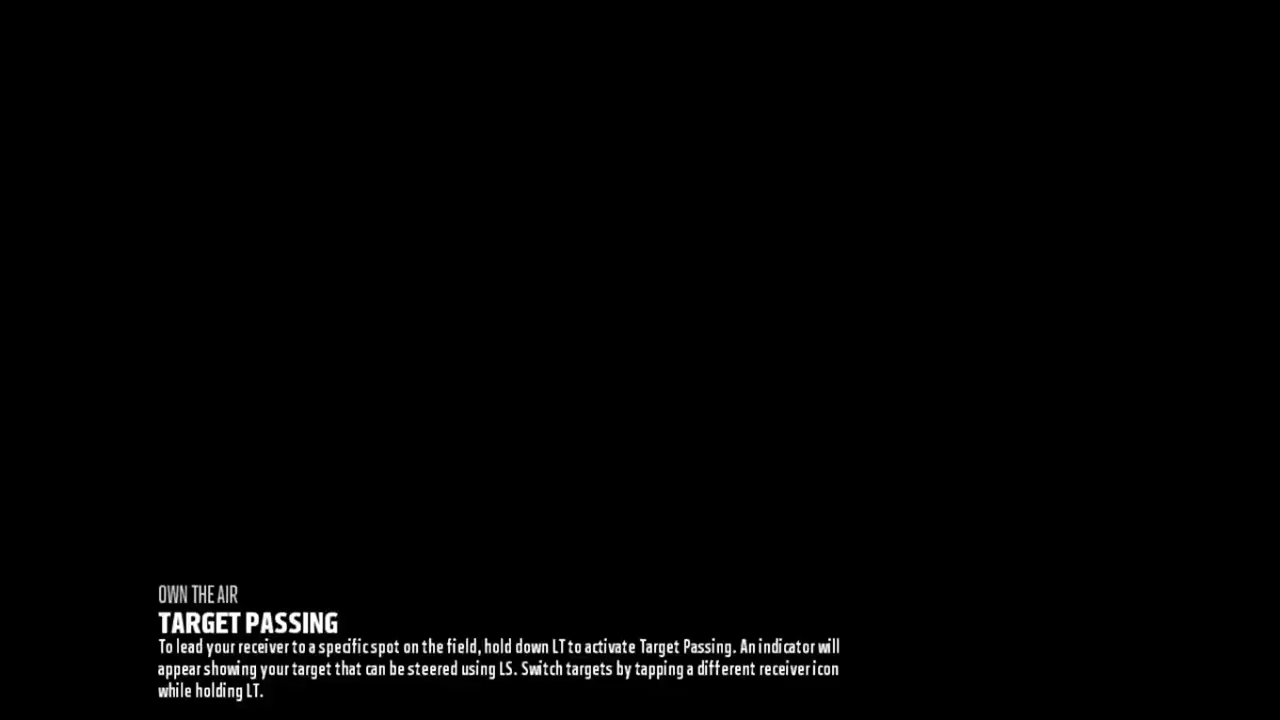 OWN THE AIR
TARGET PASSING
To lead your receiver to a specific spot on the field, hold down LT to activate Target Passing. An indicator will
appear showing your target that can be steered using LS. Switch targets by tapping a different receiver icon
while holding LT.